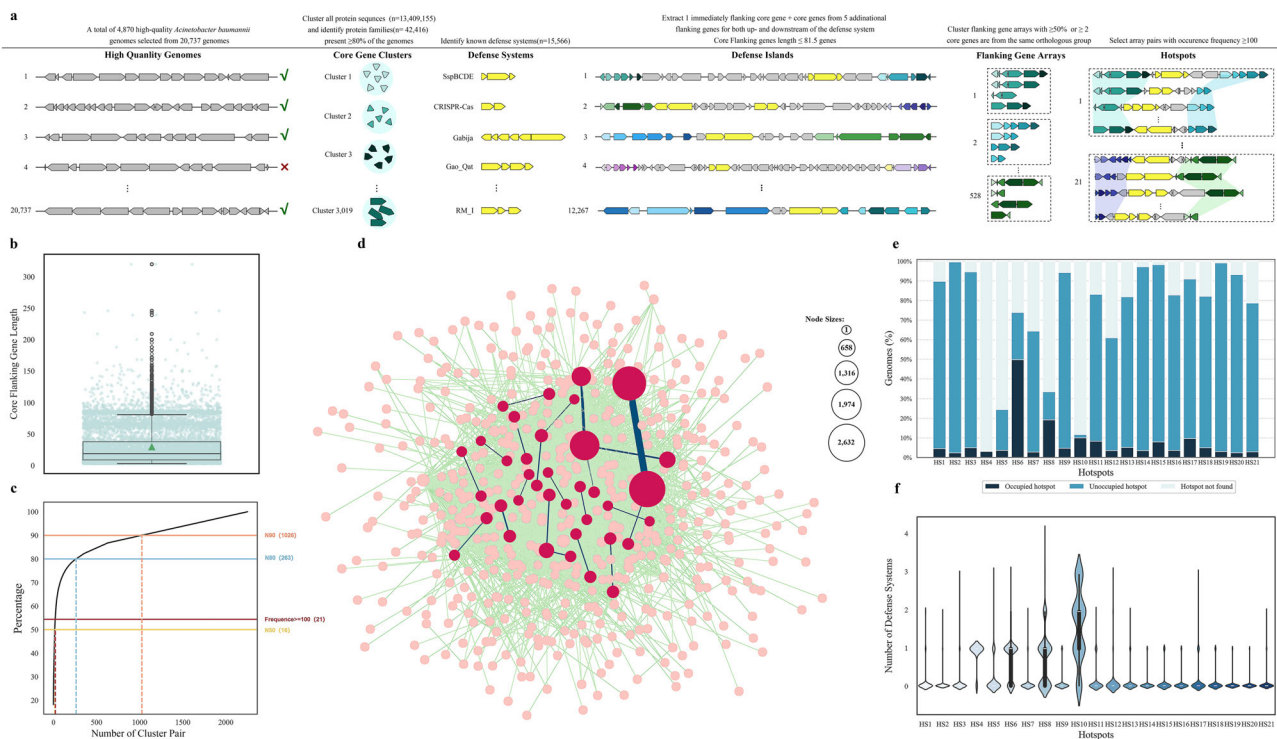 a
A total of 4,870 high-quality Acinetobacter baumannii
genomes selected from 20,737 genomes
High Quanlity Genomes
Cluster all protein sequnces (n=13,409,155)
and identify protein families(n= 42,416)
present ≥80% of the genomes
Core Gene Clusters
Identify known defense systems(n=15,566)
Defense Systems
Extract 1 immediately flanking core gene + core genes from 5 addinational
flanking genes for both up- and downstream of the defense system
Core Flanking genes length ≤ 81.5 genes
Defense Islands
Cluster flanking gene arrays with ≥50% or ≥ 2
core genes are from the same orthologous group
Flanking Gene Arrays
Select array pairs with occurence frequency ≥100
Hotspots
1
2
3
4
20,737
Cluster 1
Cluster 2
Cluster 3
Cluster 3,019
SspBCDE
CRISPR-Cas
Gabija
Gao_Qat
RM_I
1
2
3
4
12,267
1
2
528
1
21
b
Core Flanking Gene Length
300
250
200
150
100
50
0
c
Percentage
100
90
80
70
60
50
40
30
20
N90 (1026)
N80 (263)
Frequence>=100 (21)
N50 (16)
0
500
1000
1500
2000
Number of Cluster Pair
d
Node Sizes:
1
658
1,316
1,974
2,632
e
Genomes (%)
100%
90%
80%
70%
60%
50%
40%
30%
20%
10%
0%
HS1 HS2 HS3 HS4 HS5 HS6 HS7 HS8 HS9 HS10 HS11 HS12 HS13 HS14 HS15 HS16 HS17 HS18 HS19 HS20 HS21
Hotspots
Occupied hotspot Unoccupied hotspot Hotspot not found
f
Number of Defense Systems
4
3
2
1
0
HS1 HS2 HS3 HS4 HS5 HS6 HS7 HS8 HS9 HS10 HS11 HS12 HS13 HS14 HS15 HS16 HS17 HS18 HS19 HS20 HS21
Hotspots